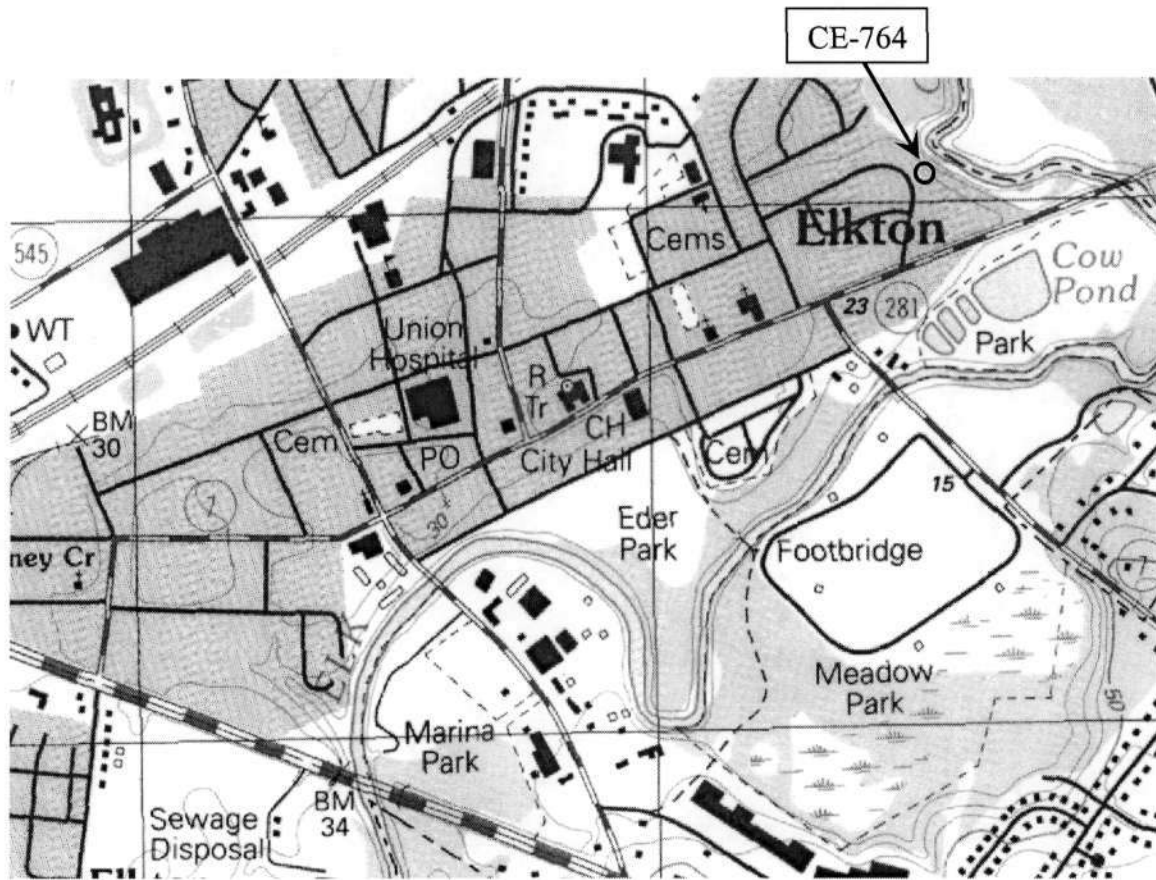 CE-764
Elkton
Cems
545
Cow
Pond
23
281
WT
Union
Hospital
Park
R
Tr
BM
30
Cem
PO
CH
City Hall
Cem
15
7
30
Eder
Park
Footbridge
ney Cr
7
ELK
Meadow
Park
50
Marina
Park
BM
34
Sewage
Disposal